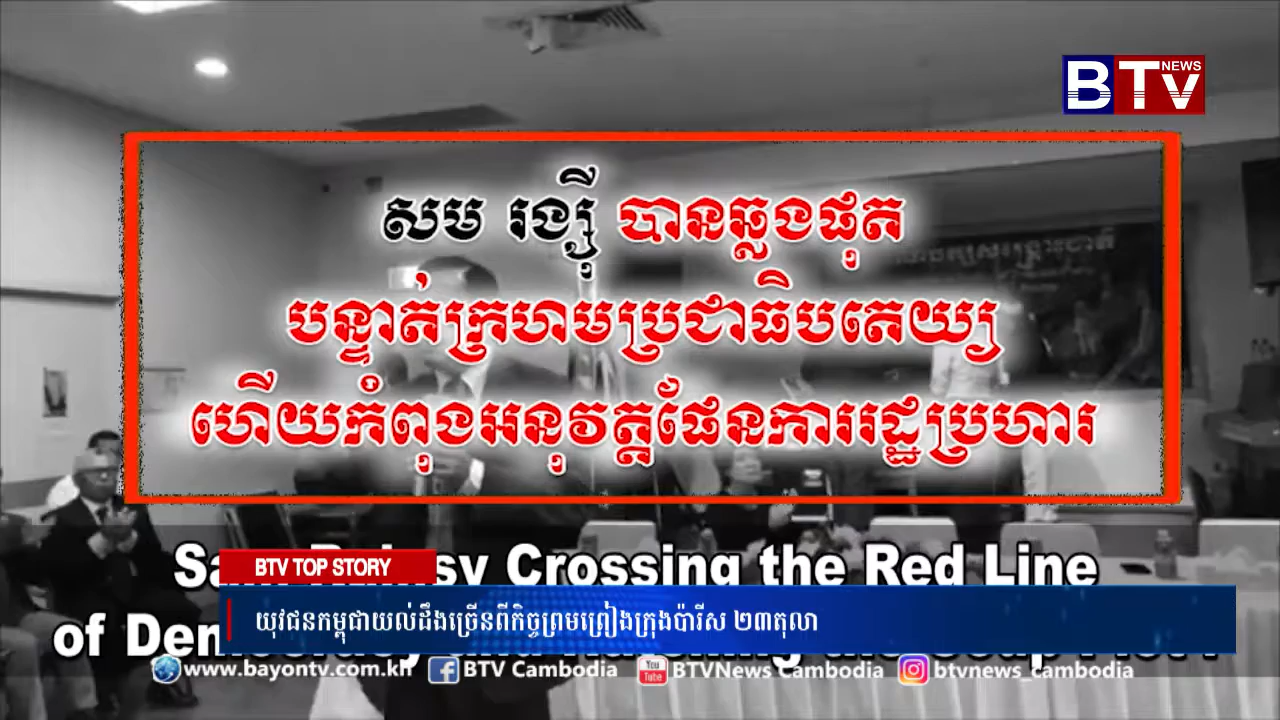 BTV NEWS
សម រង្ស៊ី បានឆ្លងផុត
បន្ទាត់ក្រហមប្រជាធិបតេយ្យ
ហើយកំពុងអនុវត្តផែនការរដ្ឋប្រហារ
Crossing the Red Line
BTV TOP STORY
យុវជនកម្ពុជាយល់ដឹងច្រើនពីកិច្ចព្រមព្រៀងក្រុងប៉ារីស ២៣តុលា
of
www.bayontv.com.kh BTV Cambodia YouTube BTVNews Cambodia btvnews_cambodia